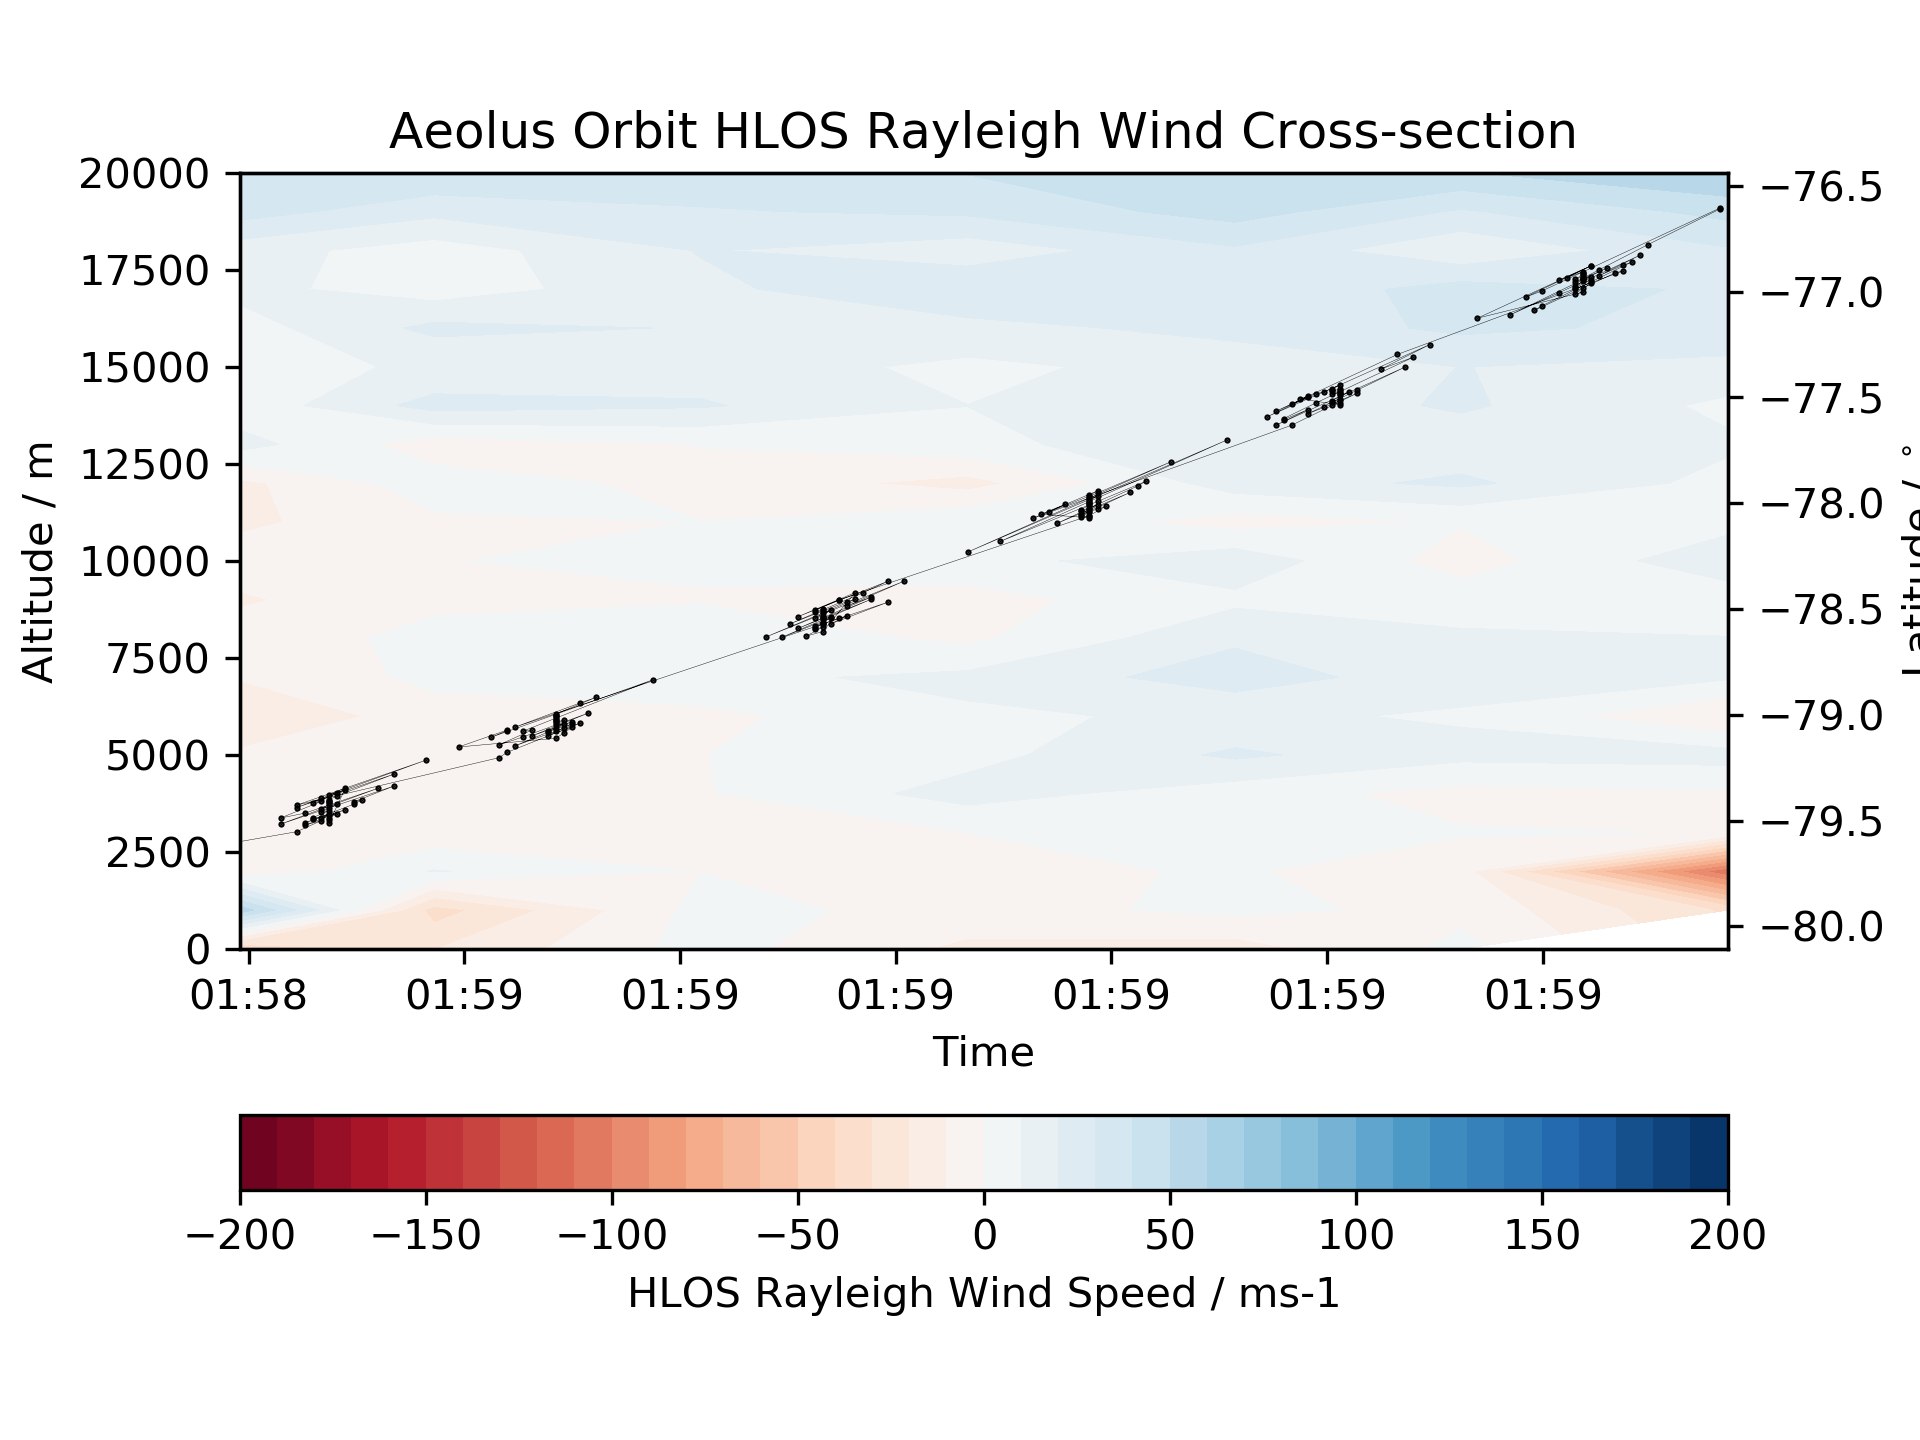 Aeolus Orbit HLOS Rayleigh Wind Cross-section
20000
17500
15000
12500
10000
7500
5000
2500
0
Altitude / m
−76.5
−77.0
−77.5
−78.0
−78.5
−79.0
−79.5
−80.0
Latitude / °
01:58 01:59 01:59 01:59 01:59 01:59 01:59
Time
−200 −150 −100 −50 0 50 100 150 200
HLOS Rayleigh Wind Speed / ms-1